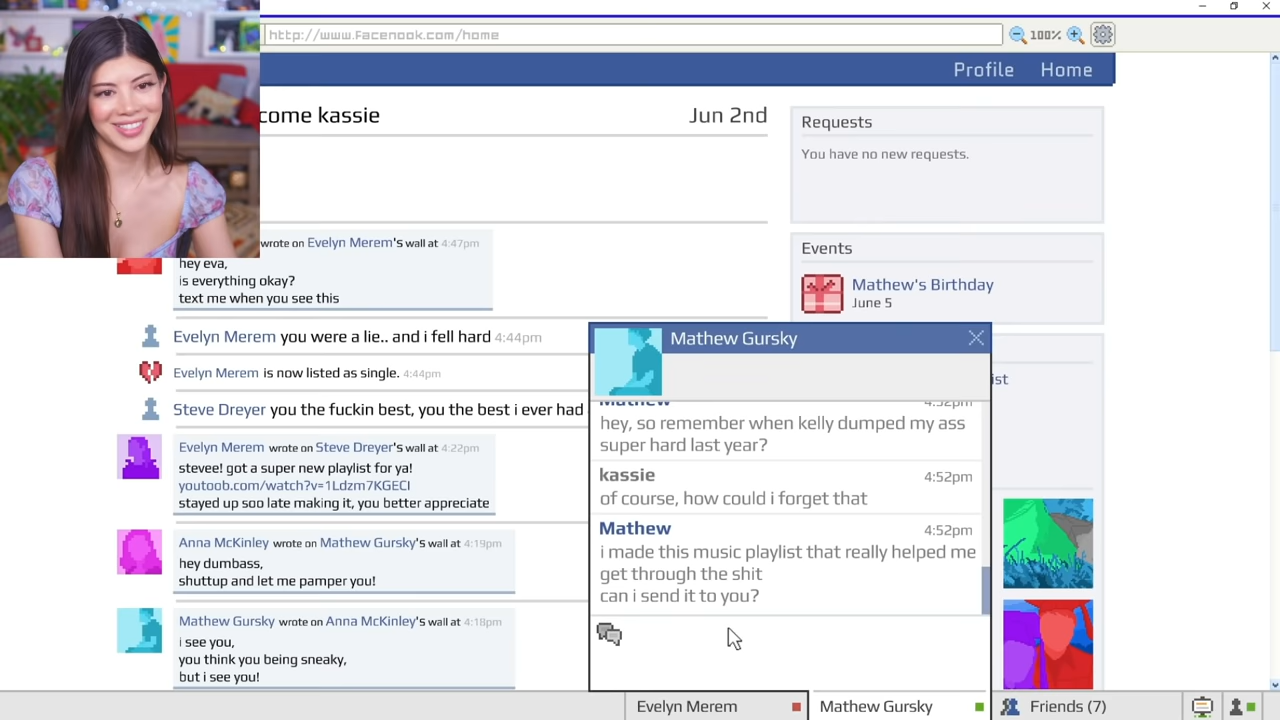 http://www.facenook.com/home
100%
Profile Home
come kassie
Jun 2nd
wrote on Evelyn Merem's wall at 4:47pm
hey eva,
is everything okay?
text me when you see this
Evelyn Merem you were a lie.. and i fell hard 4:44pm
Evelyn Merem is now listed as single. 4:44pm
Steve Dreyer you the fuckin best, you the best i ever had
Evelyn Merem wrote on Steve Dreyer's wall at 4:22pm
stevee! got a super new playlist for ya!
youtoob.com/watch?v=1Ldzm7KGECI
stayed up soo late making it, you better appreciate
Anna McKinley wrote on Mathew Gursky's wall at 4:19pm
hey dumbass,
shuttup and let me pamper you!
Mathew Gursky wrote on Anna McKinley's wall at 4:18pm
i see you,
you think you being sneaky,
but i see you!
Requests
You have no new requests.
Events
Mathew's Birthday
June 5
ist
Mathew Gursky
Mathew 4:52pm
hey, so remember when kelly dumped my ass
super hard last year?
kassie 4:52pm
of course, how could i forget that
Mathew 4:52pm
i made this music playlist that really helped me
get through the shit
can i send it to you?
Evelyn Merem
Mathew Gursky
Friends (7)